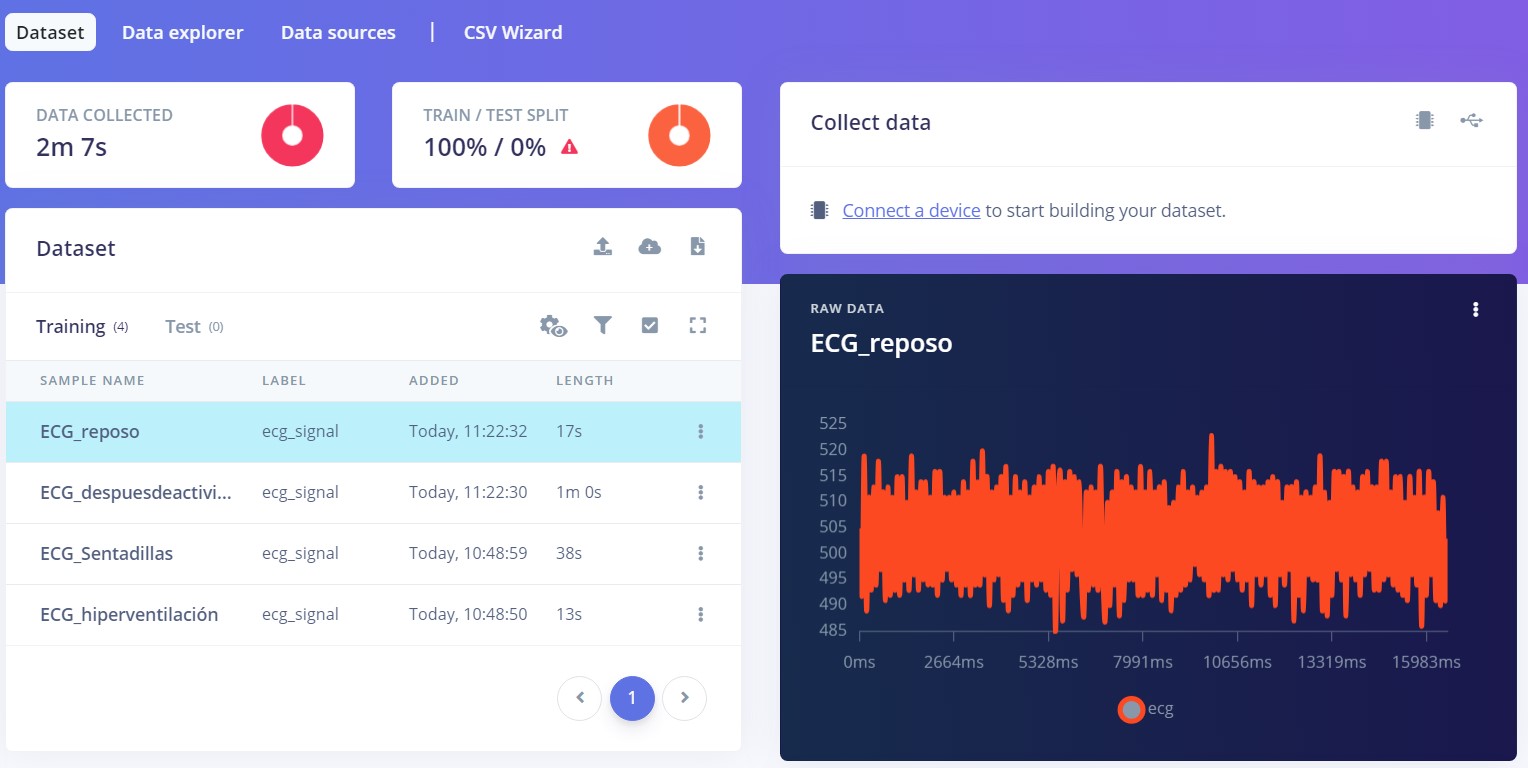 Dataset Data explorer Data sources | CSV Wizard
DATA COLLECTED
2m 7s
TRAIN / TEST SPLIT
100% / 0%
Dataset
Training (4) Test (0)
SAMPLE NAME LABEL ADDED LENGTH
ECG_reposo ecg_signal Today, 11:22:32 17s
ECG_despuesdeactivi... ecg_signal Today, 11:22:30 1m 0s
ECG_Sentadillas ecg_signal Today, 10:48:59 38s
ECG_hiperventilación ecg_signal Today, 10:48:50 13s
1
Collect data
Connect a device to start building your dataset.
RAW DATA
ECG_reposo
525
520
515
510
505
500
495
490
485
0ms 2664ms 5328ms 7991ms 10656ms 13319ms 15983ms
ecg